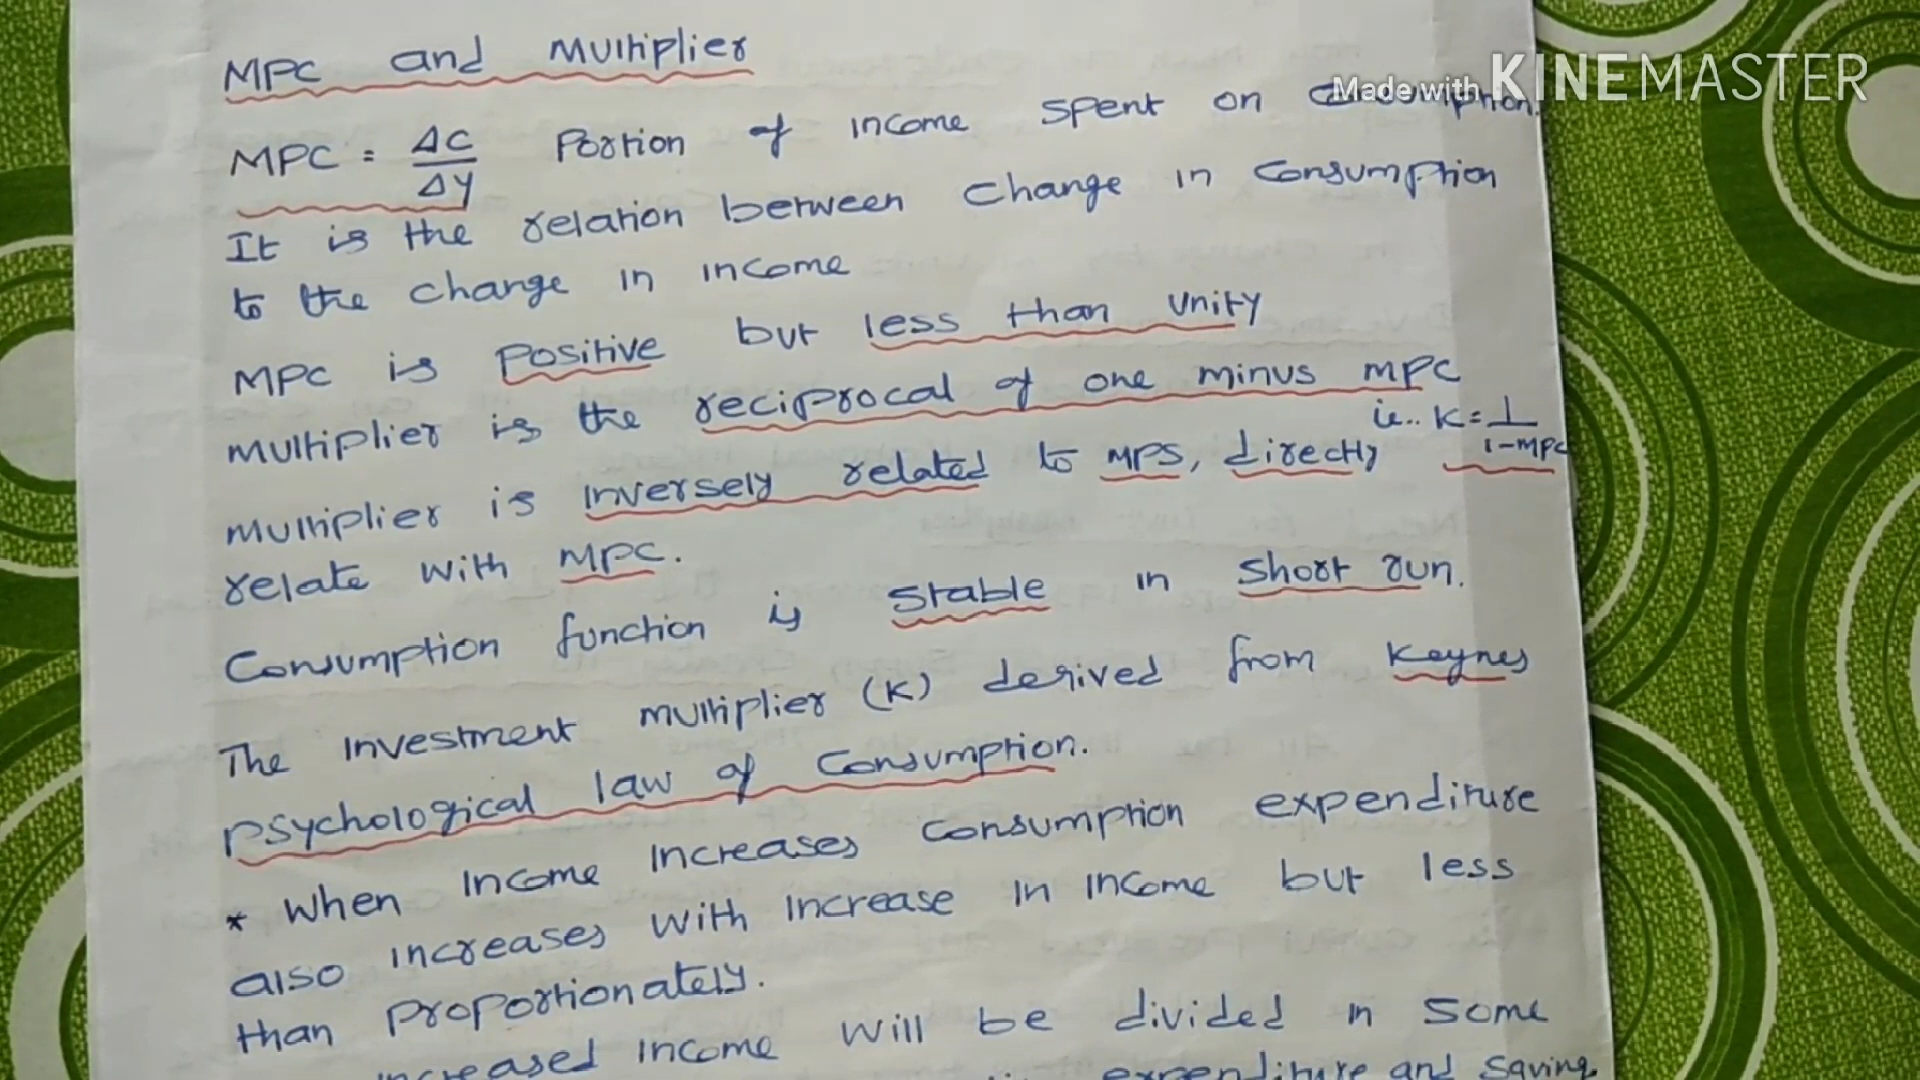 Made with KINEMASTER
MPC and Multiplier
MPC = ΔC/ΔY Portion of income spent on consumption.
It is the relation between change in consumption
to the change in income
MPC is positive but less than unity
multiplier is the reciprocal of one minus MPC
i.e.. K = 1/1-MPC
multiplier is inversely related to MPS, directly
relate with MPC.
Consumption function is stable in short run.
The investment multiplier (K) derived from Keynes
psychological law of consumption.
* When income increases consumption expenditure
also increases with increase in income but less
than proportionately.
increased income will be divided in some
expenditure and saving